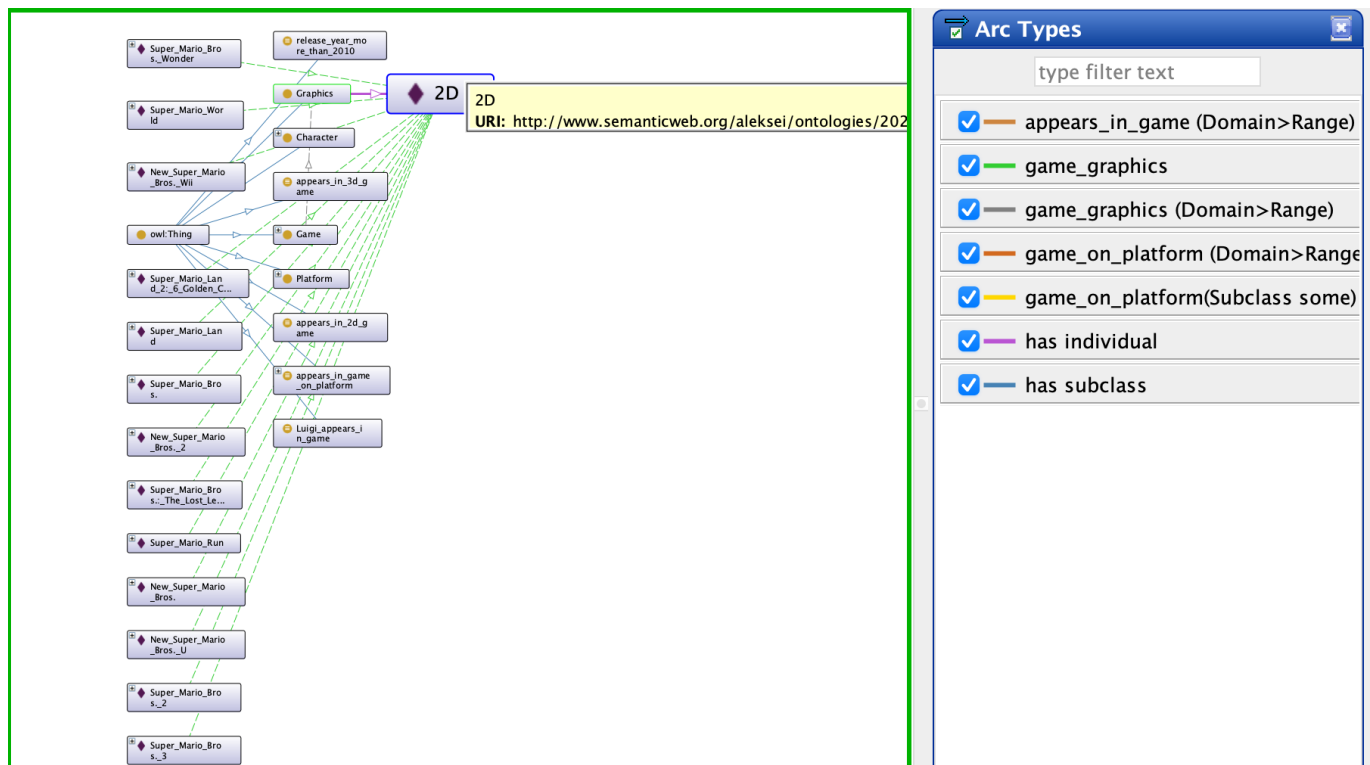 Super_Mario_Bro
s._Wonder
release_year_mo
re_than_2010
Graphics
2D
2D
URI: http://www.semanticweb.org/aleksei/ontologies/202
Super_Mario_Wor
ld
Character
New_Super_Mario
_Bros._Wii
appears_in_3d_g
ame
owl:Thing
Game
Super_Mario_Lan
d_2:_6_Golden_C...
Platform
Super_Mario_Lan
d
appears_in_2d_g
ame
Super_Mario_Bro
s.
appears_in_game
_on_platform
New_Super_Mario
_Bros._2
Luigi_appears_i
n_game
Super_Mario_Bro
s.:_The_Lost_Le...
Super_Mario_Run
New_Super_Mario
_Bros.
New_Super_Mario
_Bros._U
Super_Mario_Bro
s._2
Super_Mario_Bro
s._3
Arc Types
type filter text
appears_in_game (Domain>Range)
game_graphics
game_graphics (Domain>Range)
game_on_platform (Domain>Range
game_on_platform(Subclass some)
has individual
has subclass